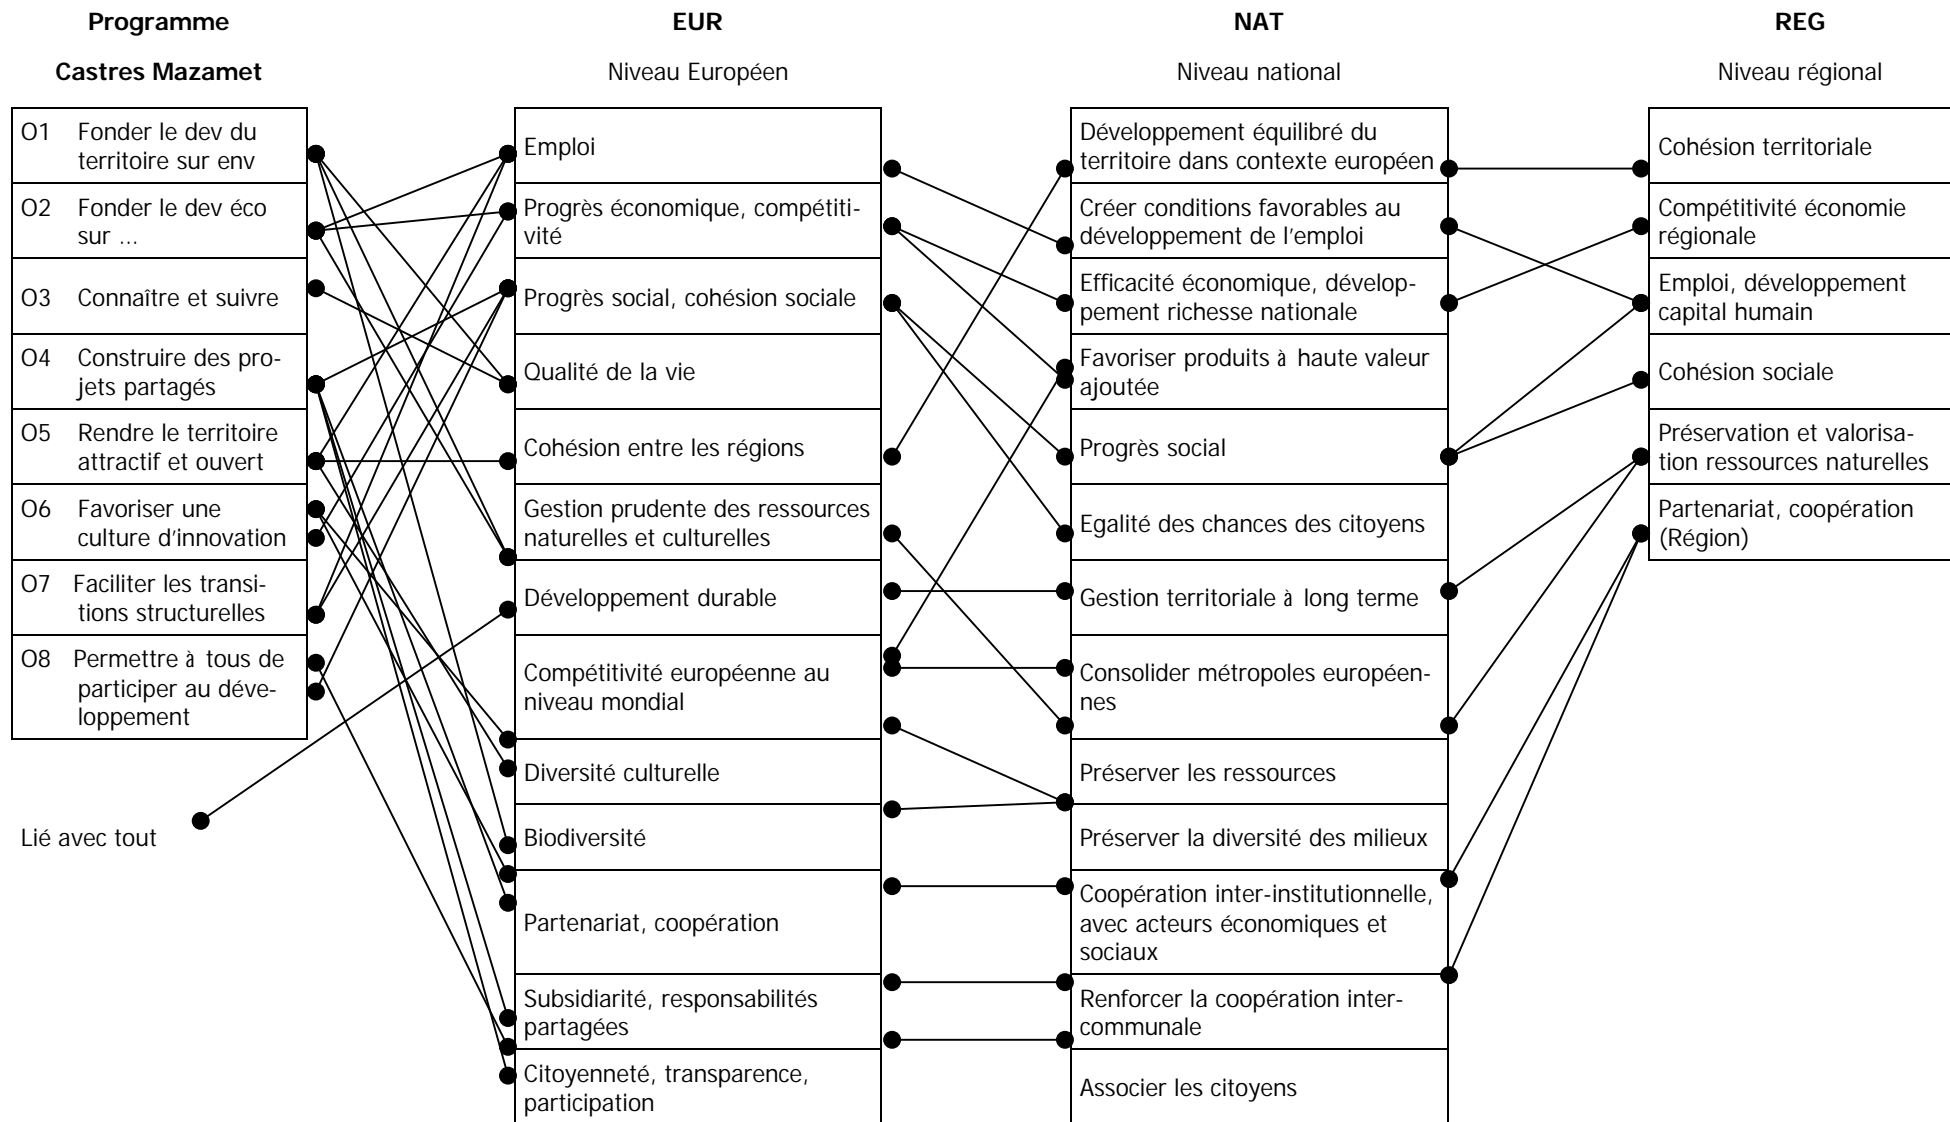 Programme
Castres Mazamet
O1 Fonder le dev du
territoire sur env
O2 Fonder le dev éco
sur ...
O3 Connaître et suivre
O4 Construire des pro-
jets partagés
O5 Rendre le territoire
attractif et ouvert
O6 Favoriser une
culture d'innovation
O7 Faciliter les transi-
tions structurelles
O8 Permettre à tous de
participer au déve-
loppement
Lié avec tout
EUR
Niveau Européen
Emploi
Progrès économique, compétiti-
vité
Progrès social, cohésion sociale
Qualité de la vie
Cohésion entre les régions
Gestion prudente des ressources
naturelles et culturelles
Développement durable
Compétitivité européenne au
niveau mondial
Diversité culturelle
Biodiversité
Partenariat, coopération
Subsidiarité, responsabilités
partagées
Citoyenneté, transparence,
participation
NAT
Niveau national
Développement équilibré du
territoire dans contexte européen
Créer conditions favorables au
développement de l'emploi
Efficacité économique, dévelop-
pement richesse nationale
Favoriser produits à haute valeur
ajoutée
Progrès social
Egalité des chances des citoyens
Gestion territoriale à long terme
Consolider métropoles européen-
nes
Préserver les ressources
Préserver la diversité des milieux
Coopération inter-institutionnelle,
avec acteurs économiques et
sociaux
Renforcer la coopération inter-
communale
Associer les citoyens
REG
Niveau régional
Cohésion territoriale
Compétitivité économie
régionale
Emploi, développement
capital humain
Cohésion sociale
Préservation et valorisa-
tion ressources naturelles
Partenariat, coopération
(Région)